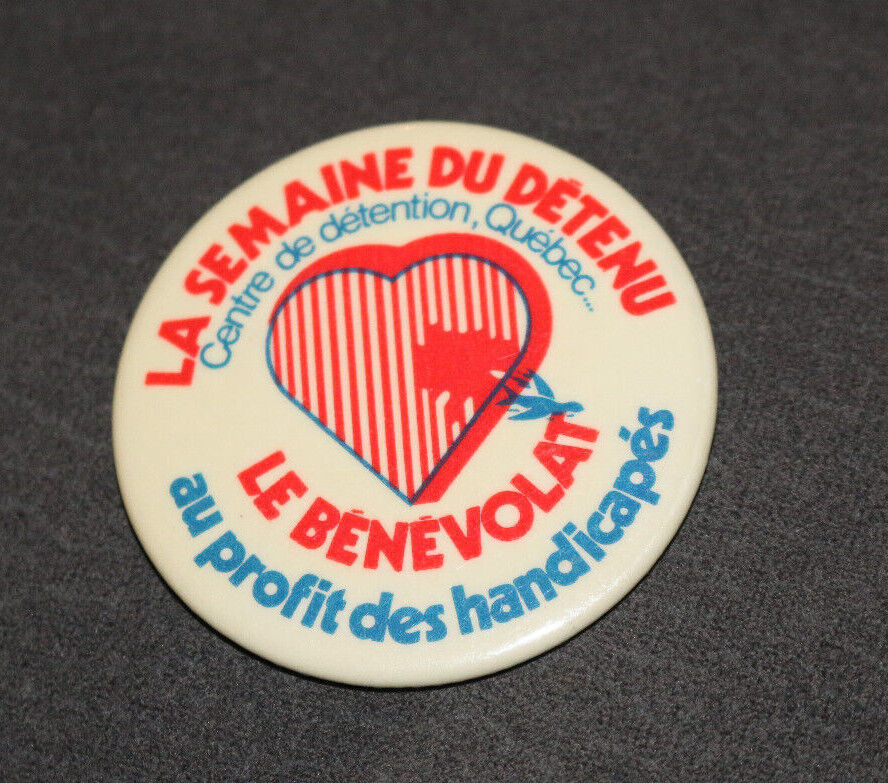 LA SEMAINE DU DÉTENU
Centre de détention, Québec...
LE BÉNÉVOLAT
au profit des handicapés